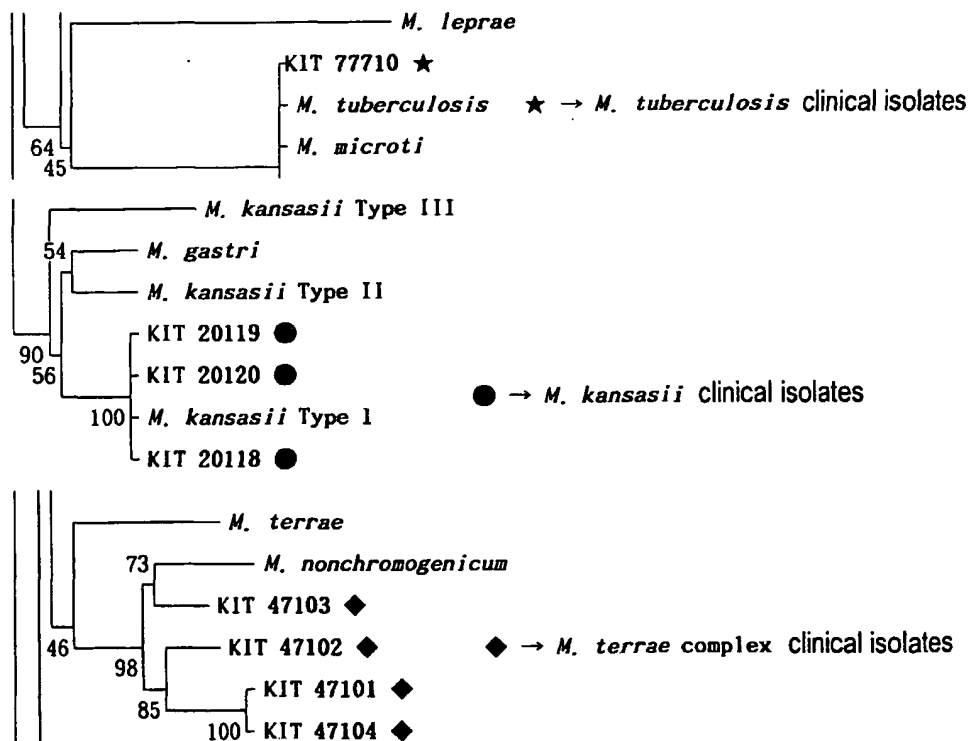 M. leprae
KIT 77710 ★
M. tuberculosis ★ → M. tuberculosis clinical isolates
64
M. microti
45
M. kansasii Type III
54
M. gastri
M. kansasii Type II
KIT 20119 ●
90
KIT 20120 ●
56
● → M. kansasii clinical isolates
100
M. kansasii Type I
KIT 20118 ●
M. terrae
73
M. nonchromogenicum
KIT 47103 ◆
46
KIT 47102 ◆ ◆ → M. terrae complex clinical isolates
98
KIT 47101 ◆
85
100
KIT 47104 ◆